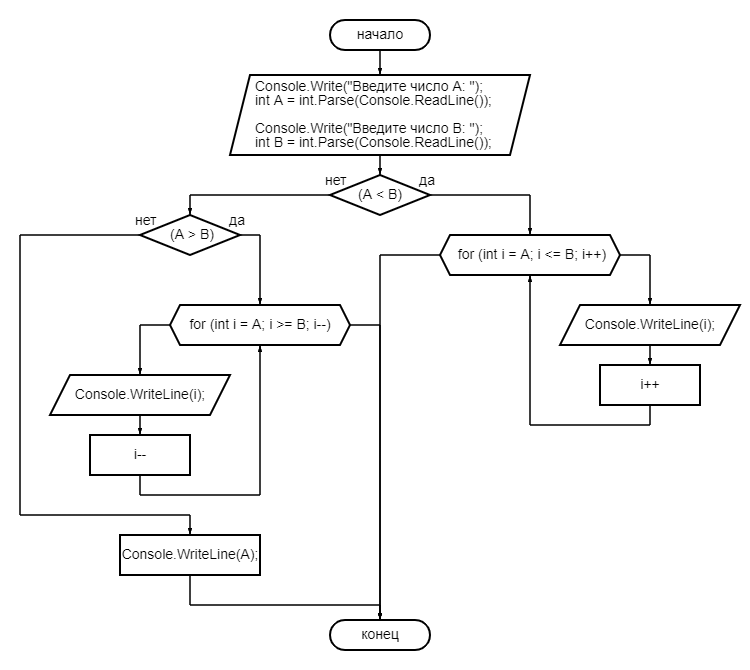 начало
Console.Write("Введите число A: ");
int A = int.Parse(Console.ReadLine());
Console.Write("Введите число B: ");
int B = int.Parse(Console.ReadLine());
нет
(A < B)
да
нет
(A > B)
да
for (int i = A; i <= B; i++)
for (int i = A; i >= B; i--)
Console.WriteLine(i);
Console.WriteLine(i);
i++
i--
Console.WriteLine(A);
конец